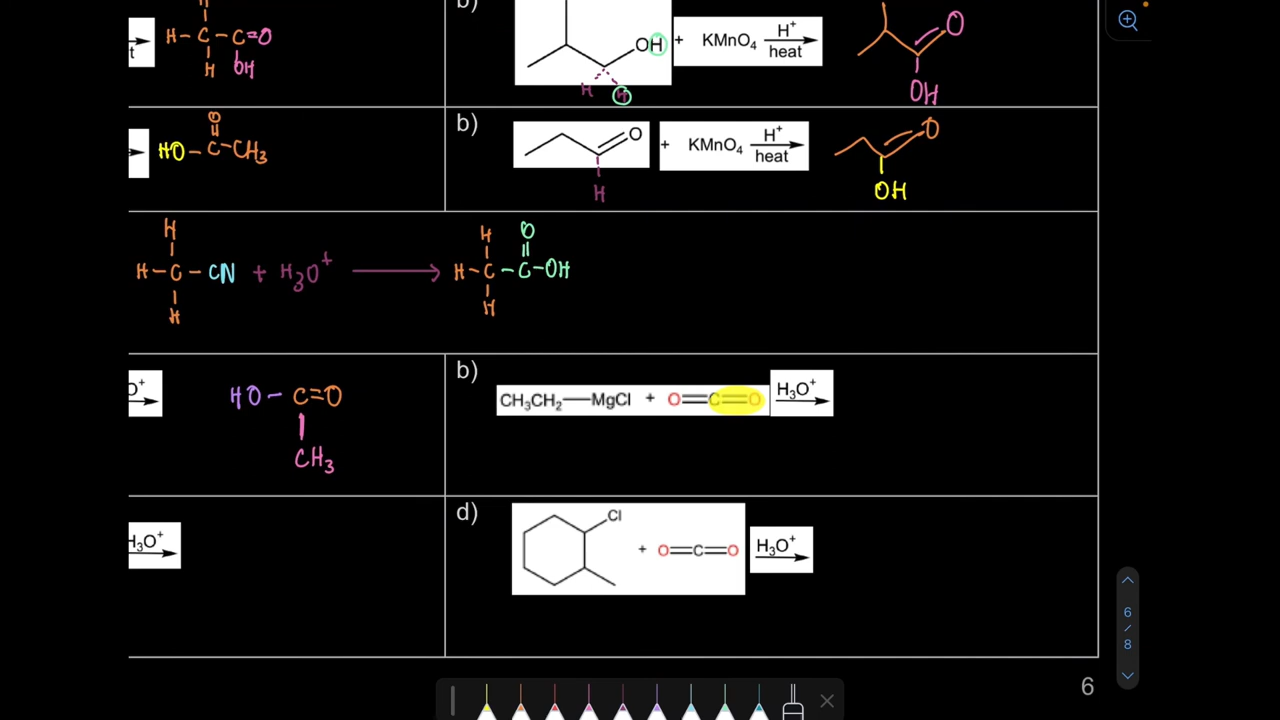 H
b)
H-C-C=O
H OH
OH + KMnO4 H+ heat
H H
O
OH
HO-C-CH3
O
b)
O + KMnO4 H+ heat
H
O
OH
H
H-C-CN + H3O+
H
H O
H-C-C-OH
H
O+
HO-C=O
CH3
b)
CH3CH2—MgCl + O=C=O H3O+
H3O+
d)
Cl
+ O=C=O H3O+
6
/
8
6